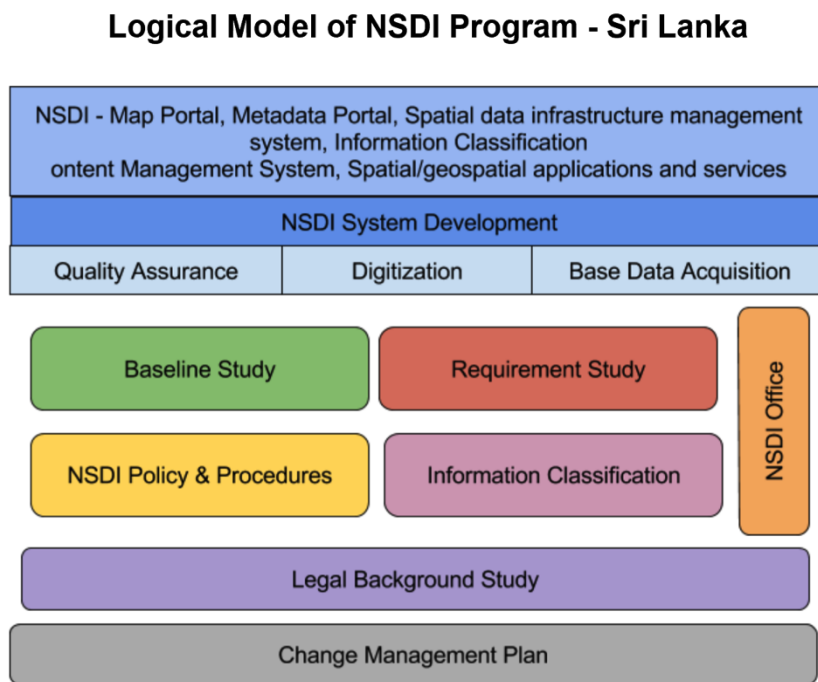 Logical Model of NSDI Program - Sri Lanka
NSDI - Map Portal, Metadata Portal, Spatial data infrastructure management
system, Information Classification
ontent Management System, Spatial/geospatial applications and services
NSDI System Development
Quality Assurance
Digitization
Base Data Acquisition
Baseline Study
Requirement Study
NSDI Office
NSDI Policy & Procedures
Information Classification
Legal Background Study
Change Management Plan